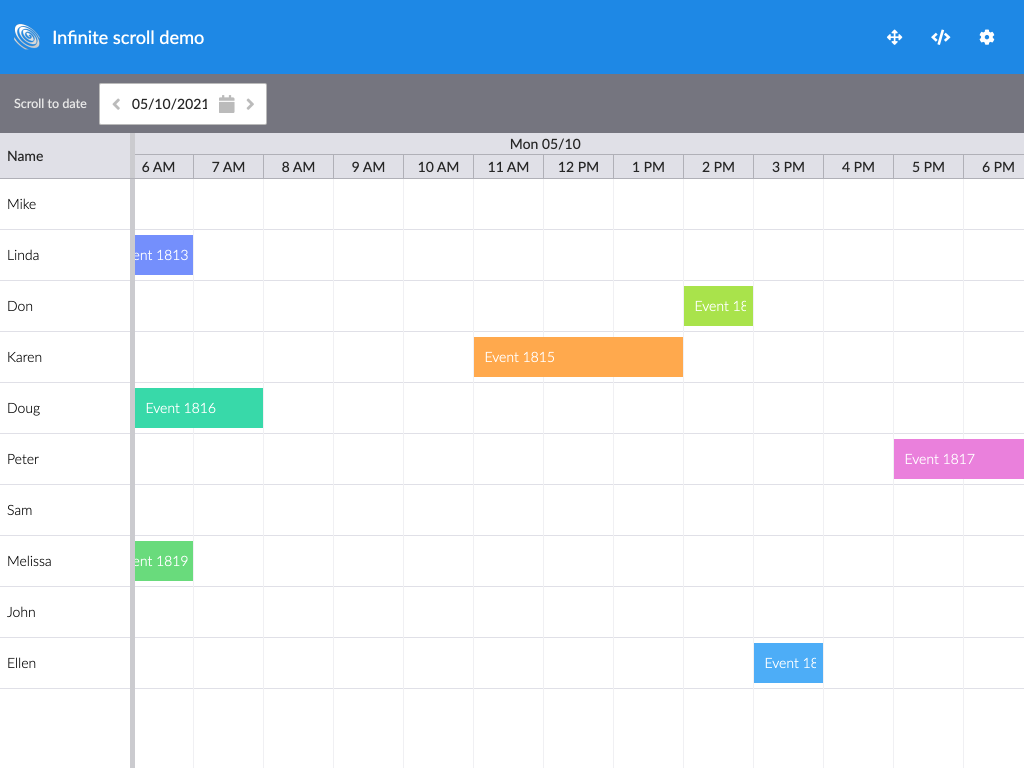 Infinite scroll demo
Scroll to date 05/10/2021
Name
Mon 05/10
6 AM 7 AM 8 AM 9 AM 10 AM 11 AM 12 PM 1 PM 2 PM 3 PM 4 PM 5 PM 6 PM
Mike
Linda ent 1813
Don Event 18
Karen Event 1815
Doug Event 1816
Peter Event 1817
Sam
Melissa ent 1819
John
Ellen Event 18